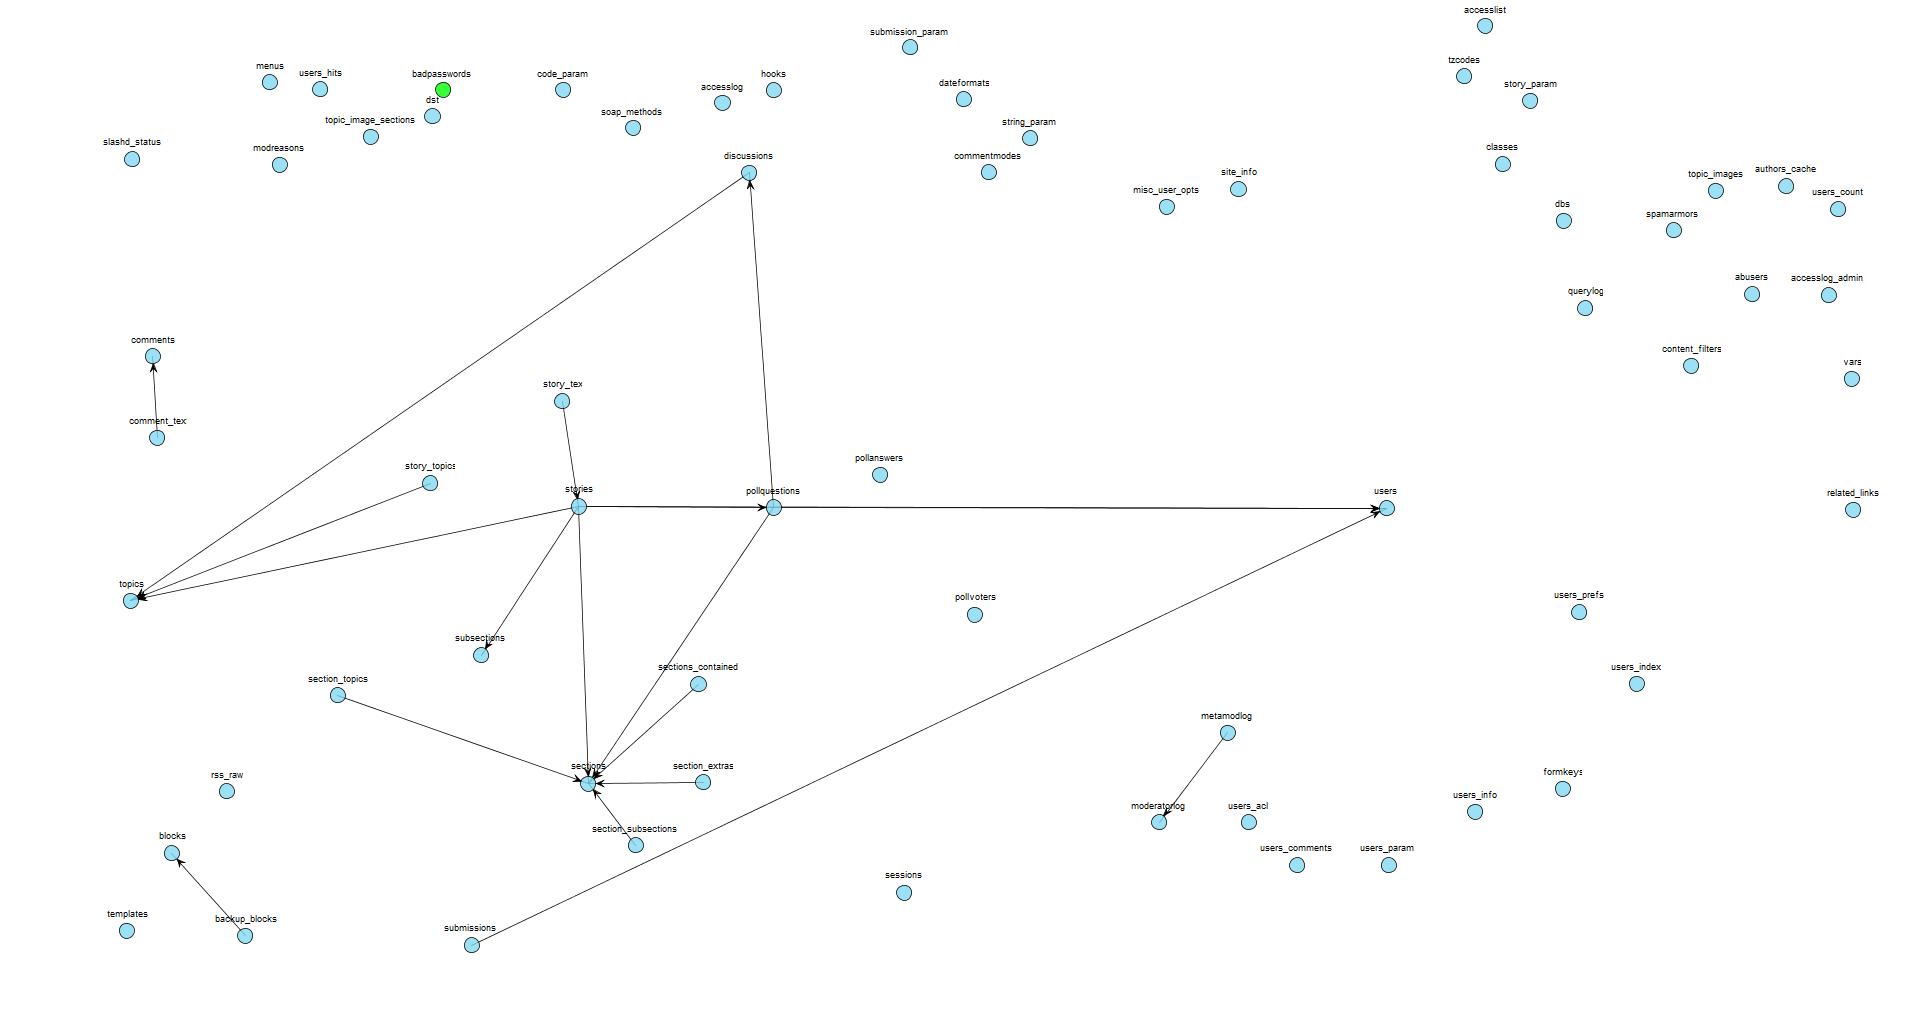 accesslist
submission_param
tzcodes
menus
users_hits
badpasswords
code_param
hooks
accesslog
dateformats
story_param
dst
topic_image_sections
soap_methods
string_param
slashd_status
modreasons
discussions
commentmodes
classes
site_info
misc_user_opts
topic_images
authors_cache
users_count
dbs
spamarmors
abusers
accesslog_admin
querylog
comments
content_filters
vars
story_tex
comment_tex
pollanswers
story_topics
stories
pollquestions
users
related_links
topics
users_prefs
pollvoters
subsections
sections_contained
users_index
section_topics
metamodlog
sections
section_extras
rss_raw
formkeys
users_info
moderatorlog
users_acl
blocks
section_subsections
users_comments
users_param
sessions
templates
backup_blocks
submissions